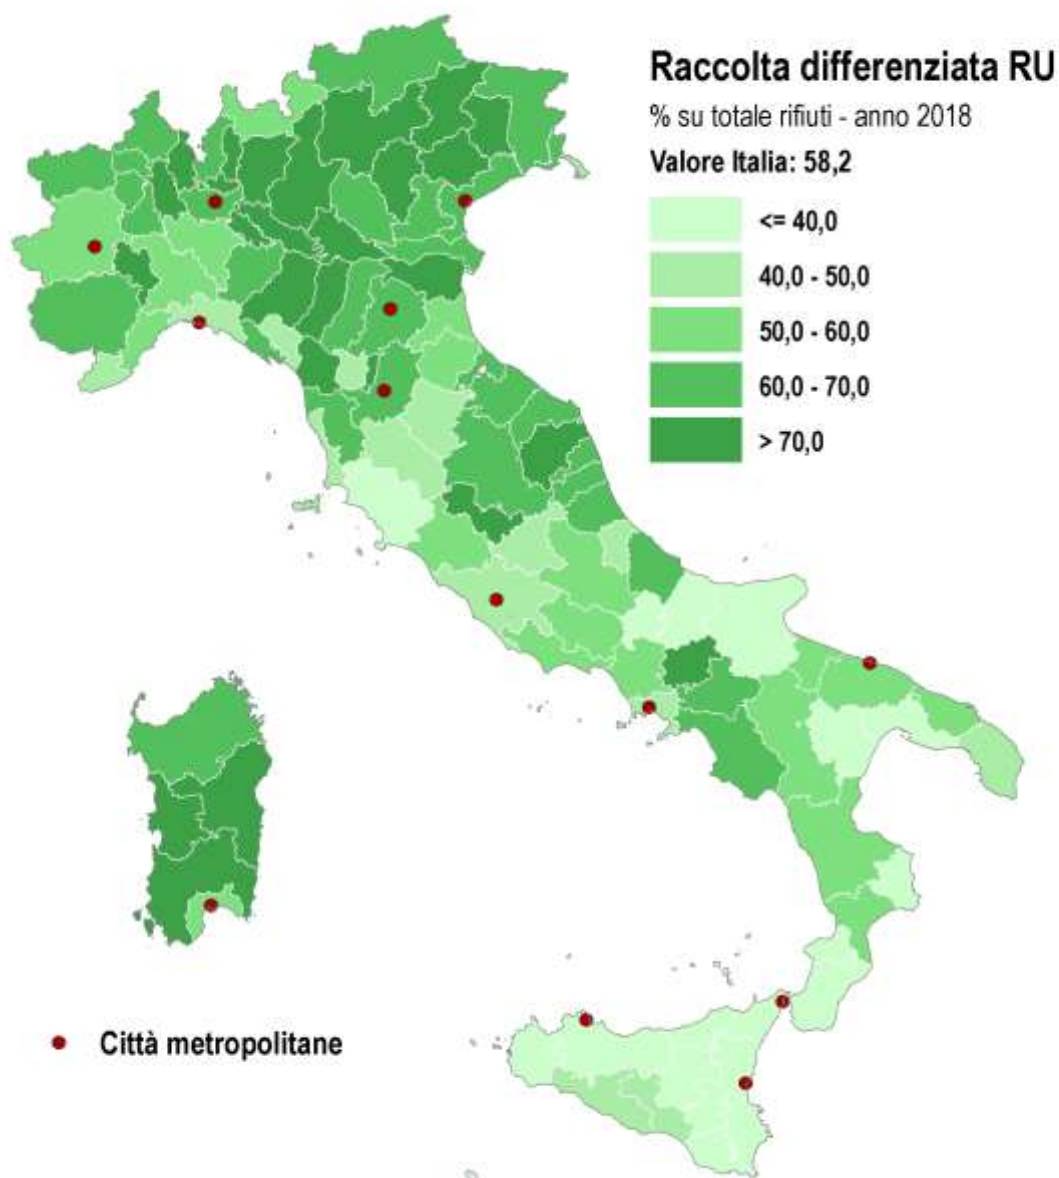 Raccolta differenziata RU
% su totale rifiuti - anno 2018
Valore Italia: 58,2
<= 40,0
40,0 - 50,0
50,0 - 60,0
60,0 - 70,0
> 70,0
Città metropolitane